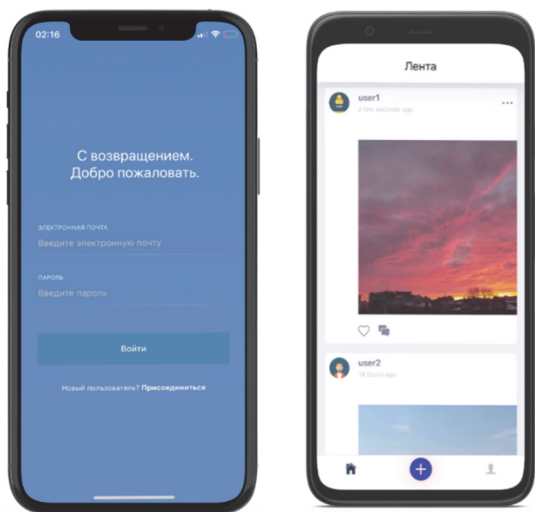 02:16
С возвращением.
Добро пожаловать.
ЭЛЕКТРОННАЯ ПОЧТА
Введите электронную почту
ПАРОЛЬ
Введите пароль
Войти
Новый пользователь? Присоединиться
Лента
user1
a few seconds ago
user2
18 hours ago